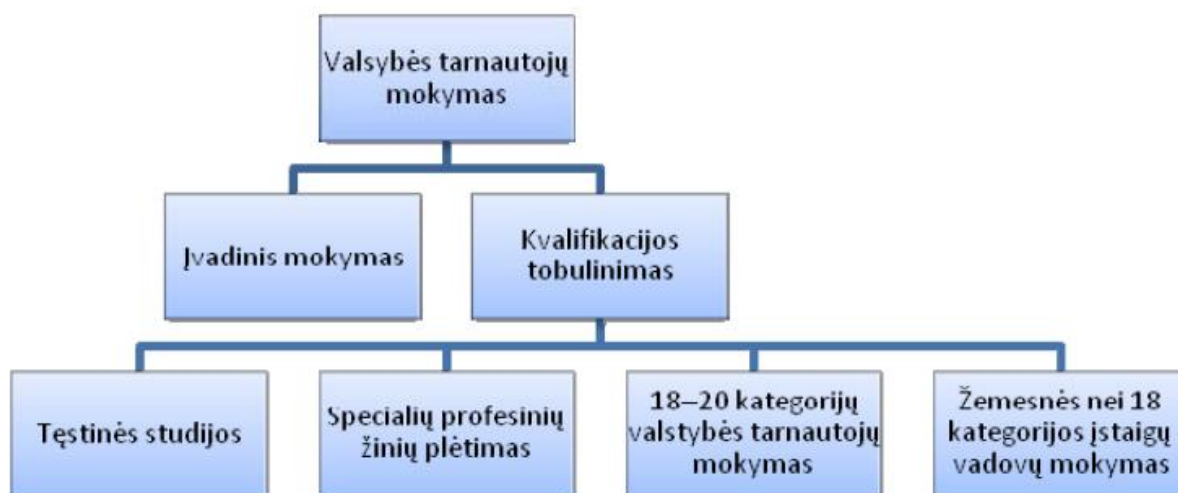 Valsybės tarnautojų
mokymas
Įvadinis mokymas
Kvalifikacijos
tobulinimas
Tęstinės studijos
Specialių profesinių
žinių plėtimas
18–20 kategorijų
valstybės tarnautojų
mokymas
Žemesnės nei 18
kategorijos įstaigų
vadovų mokymas